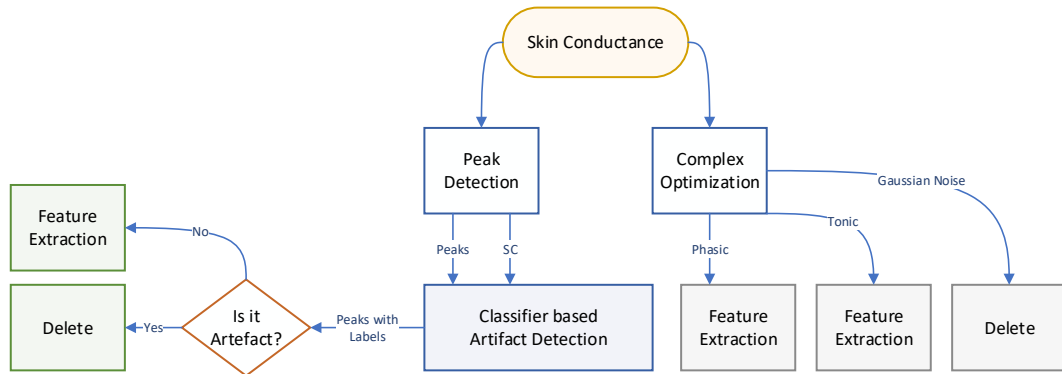 Skin Conductance
Peak
Detection
Complex
Optimization
Gaussian Noise
Feature
Extraction
No
Peaks
SC
Phasic
Tonic
Delete
Yes
Is it
Artefact?
Peaks with
Labels
Classifier based
Artifact Detection
Feature
Extraction
Feature
Extraction
Delete